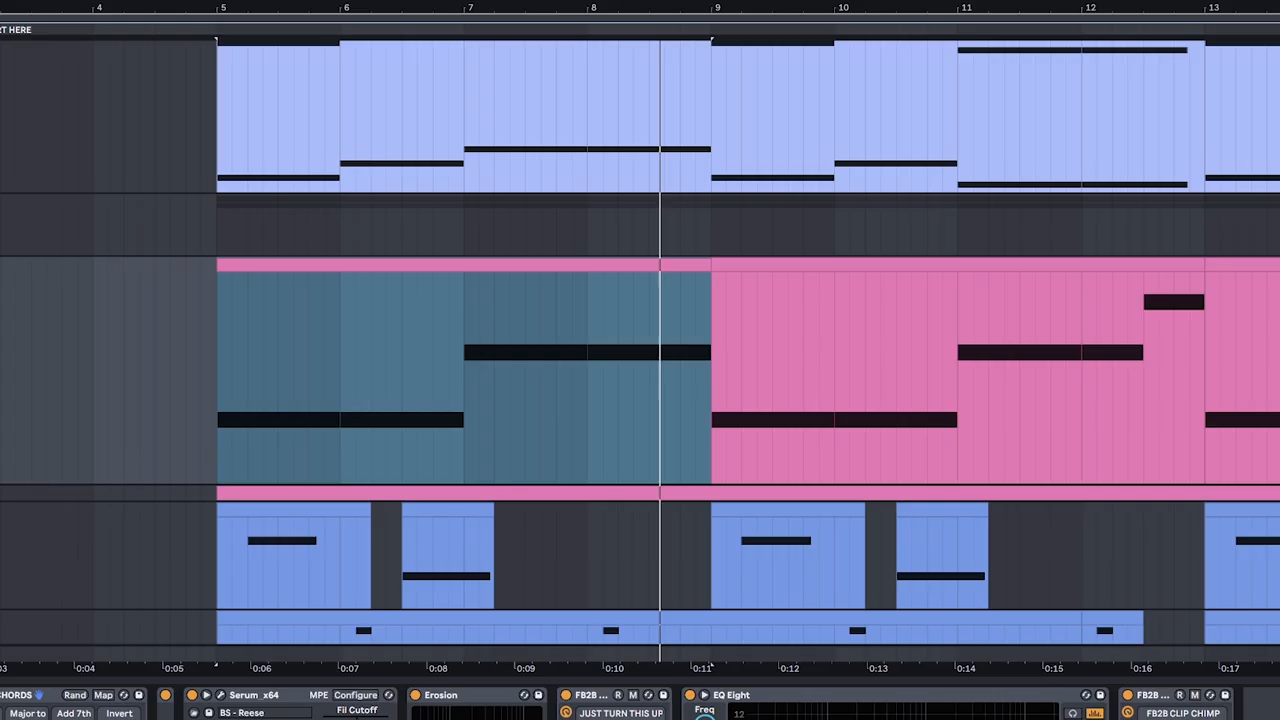 4 5 6 7 8 9 10 11 12 13
RT HERE
0:04 0:05 0:06 0:07 0:08 0:09 0:10 0:11 0:12 0:13 0:14 0:15 0:16 0:17
CHORDS Rand Map Serum_x64 MPE Configure Erosion FB2B ... R M EQ Eight FB2B ... R M
Major to Add 7th Invert BS - Reese Fil Cutoff JUST TURN THIS UP Freq 12 FB2B CLIP CHIMP